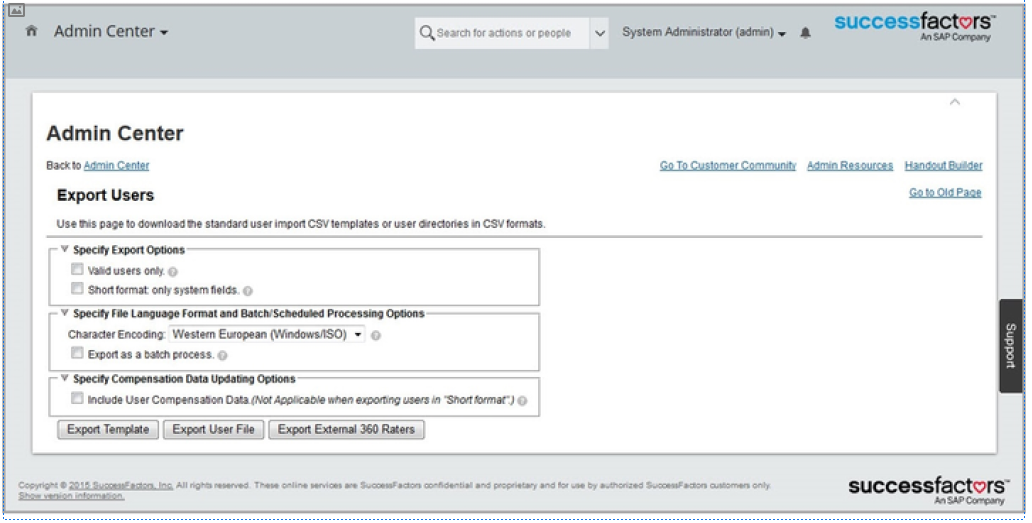 Admin Center
Search for actions or people
System Administrator (admin)
successfactors™
An SAP Company
Admin Center
Back to Admin Center
Go To Customer Community Admin Resources Handout Builder
Export Users
Go to Old Page
Use this page to download the standard user import CSV templates or user directories in CSV formats.
Specify Export Options
Valid users only.
Short format: only system fields.
Specify File Language Format and Batch/Scheduled Processing Options
Character Encoding: Western European (Windows/ISO)
Export as a batch process.
Specify Compensation Data Updating Options
Include User Compensation Data.(Not Applicable when exporting users in "Short format".)
Export Template Export User File Export External 360 Raters
Support
Copyright © 2015 SuccessFactors, Inc. All rights reserved. These online services are SuccessFactors confidential and proprietary and for use by authorized SuccessFactors customers only.
Show version information.
successfactors™
An SAP Company